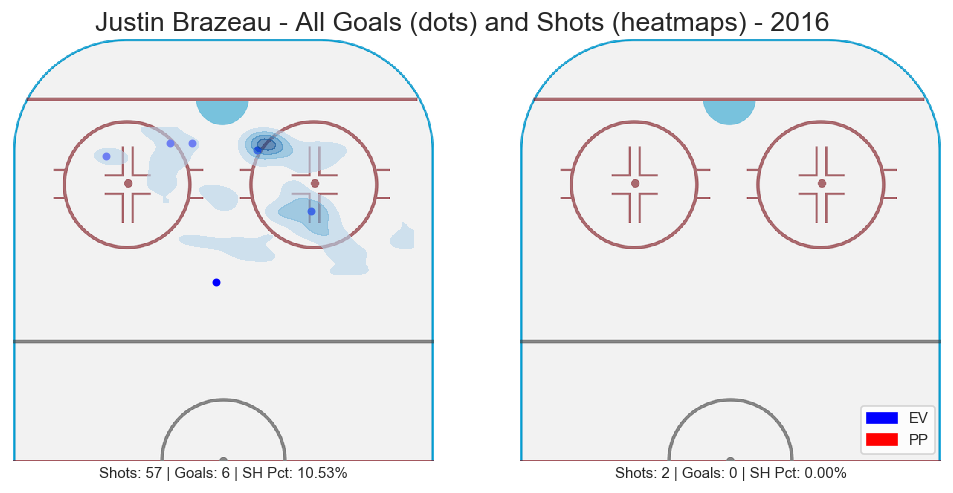 Justin Brazeau - All Goals (dots) and Shots (heatmaps) - 2016
EV
PP
Shots: 57 | Goals: 6 | SH Pct: 10.53%
Shots: 2 | Goals: 0 | SH Pct: 0.00%